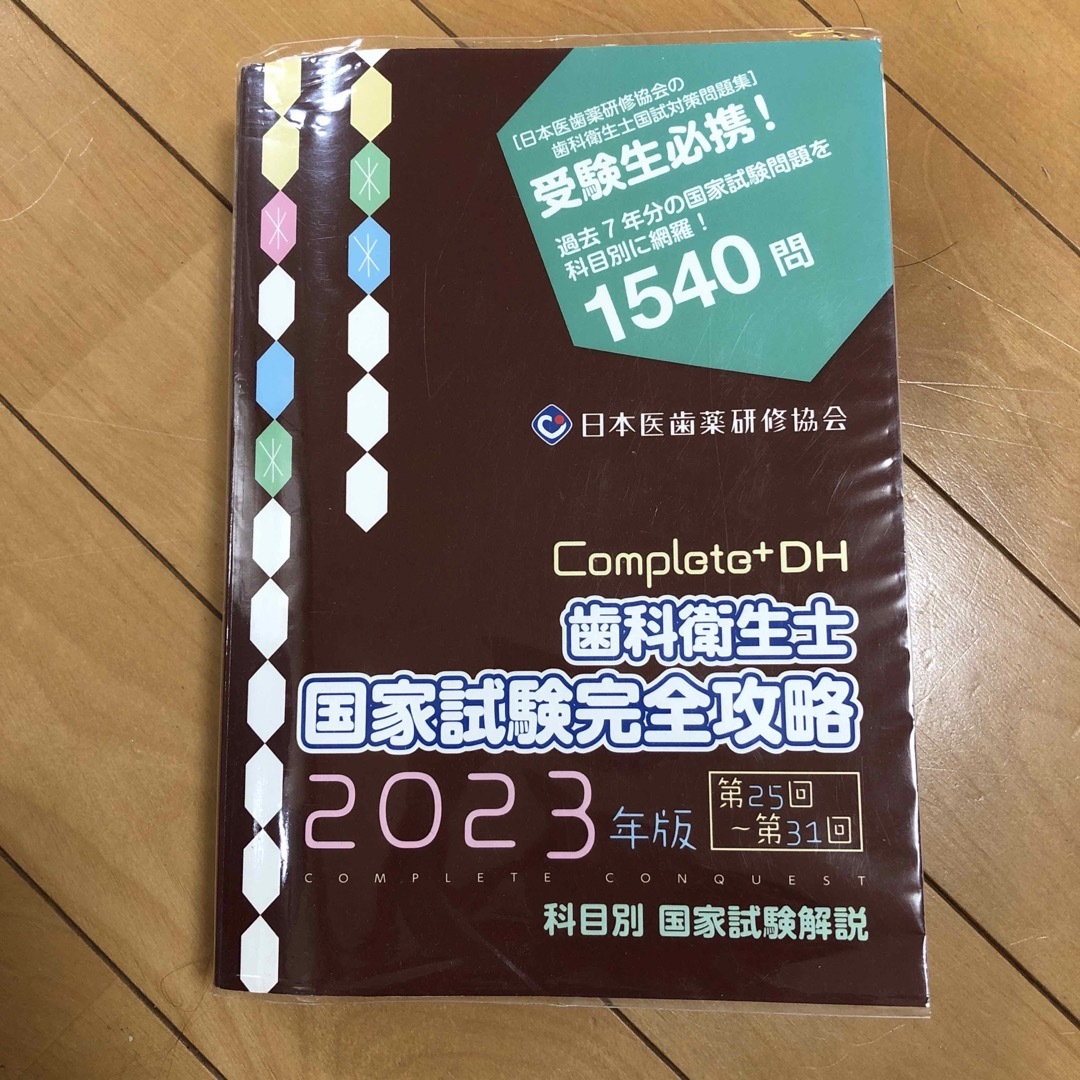 [日本医歯薬研修協会の
歯科衛生士国試対策問題集]
受験生必携!
過去7年分の国家試験問題を
科目別に網羅!
1540問
日本医歯薬研修協会
Complete+DH
歯科衛生士
国家試験完全攻略
2023年版
第25回
~第31回
COMPLETE CONQUEST
科目別 国家試験解説